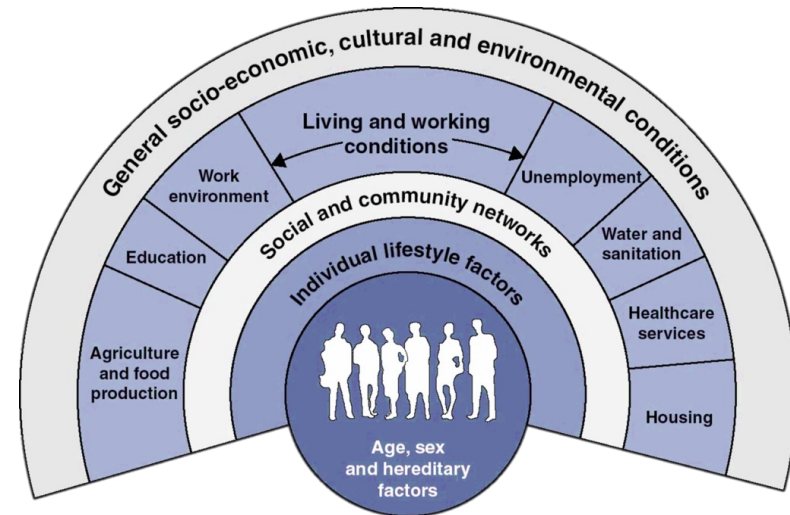 General socio-economic, cultural and environmental conditions
Living and working
conditions
Work
environment
Unemployment
Education
Water and
sanitation
Agriculture
and food
production
Healthcare
services
Housing
Social and community networks
Individual lifestyle factors
Age, sex
and hereditary
factors